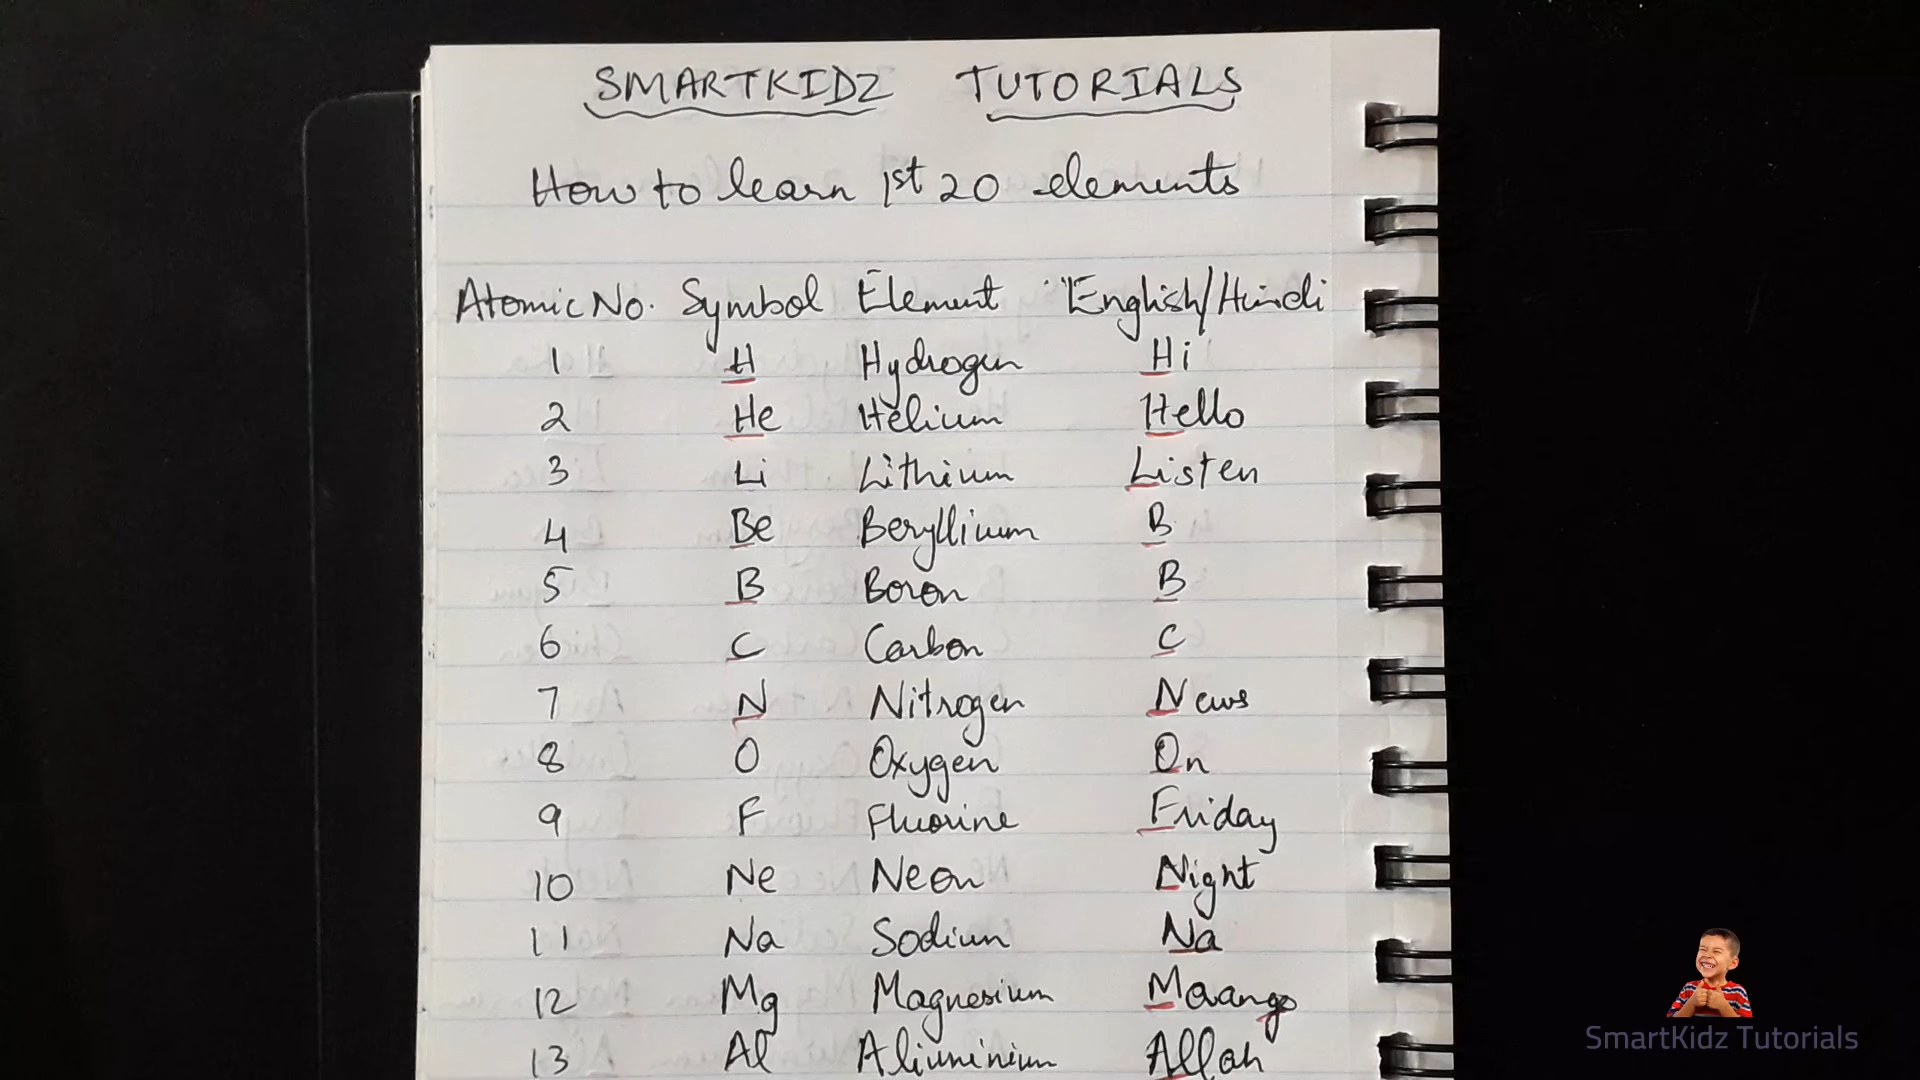 SMARTKIDZ TUTORIALS
How to learn 1st 20 elements
Atomic No. Symbol Element "English/Hindi
1 H Hydrogen Hi
2 He Helium Hello
3 Li Lithium Listen
4 Be Beryllium B
5 B Boron B
6 C Carbon C
7 N Nitrogen News
8 O Oxygen On
9 F Fluorine Friday
10 Ne Neon Night
11 Na Sodium Na
12 Mg Magnesium Maango
13 Al Aluminium Allah
SmartKidz Tutorials